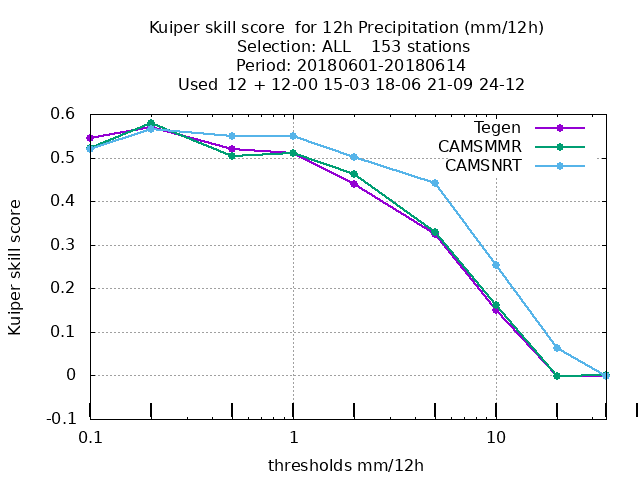 Kuiper skill score  for 12h Precipitation (mm/12h)
Selection: ALL    153 stations
Period: 20180601-20180614
Used  12 + 12-00 15-03 18-06 21-09 24-12
0.6
0.5
0.4
0.3
0.2
0.1
0
-0.1
Kuiper skill score
Tegen
CAMSMMR
CAMSNRT
0.1 1 10
thresholds mm/12h